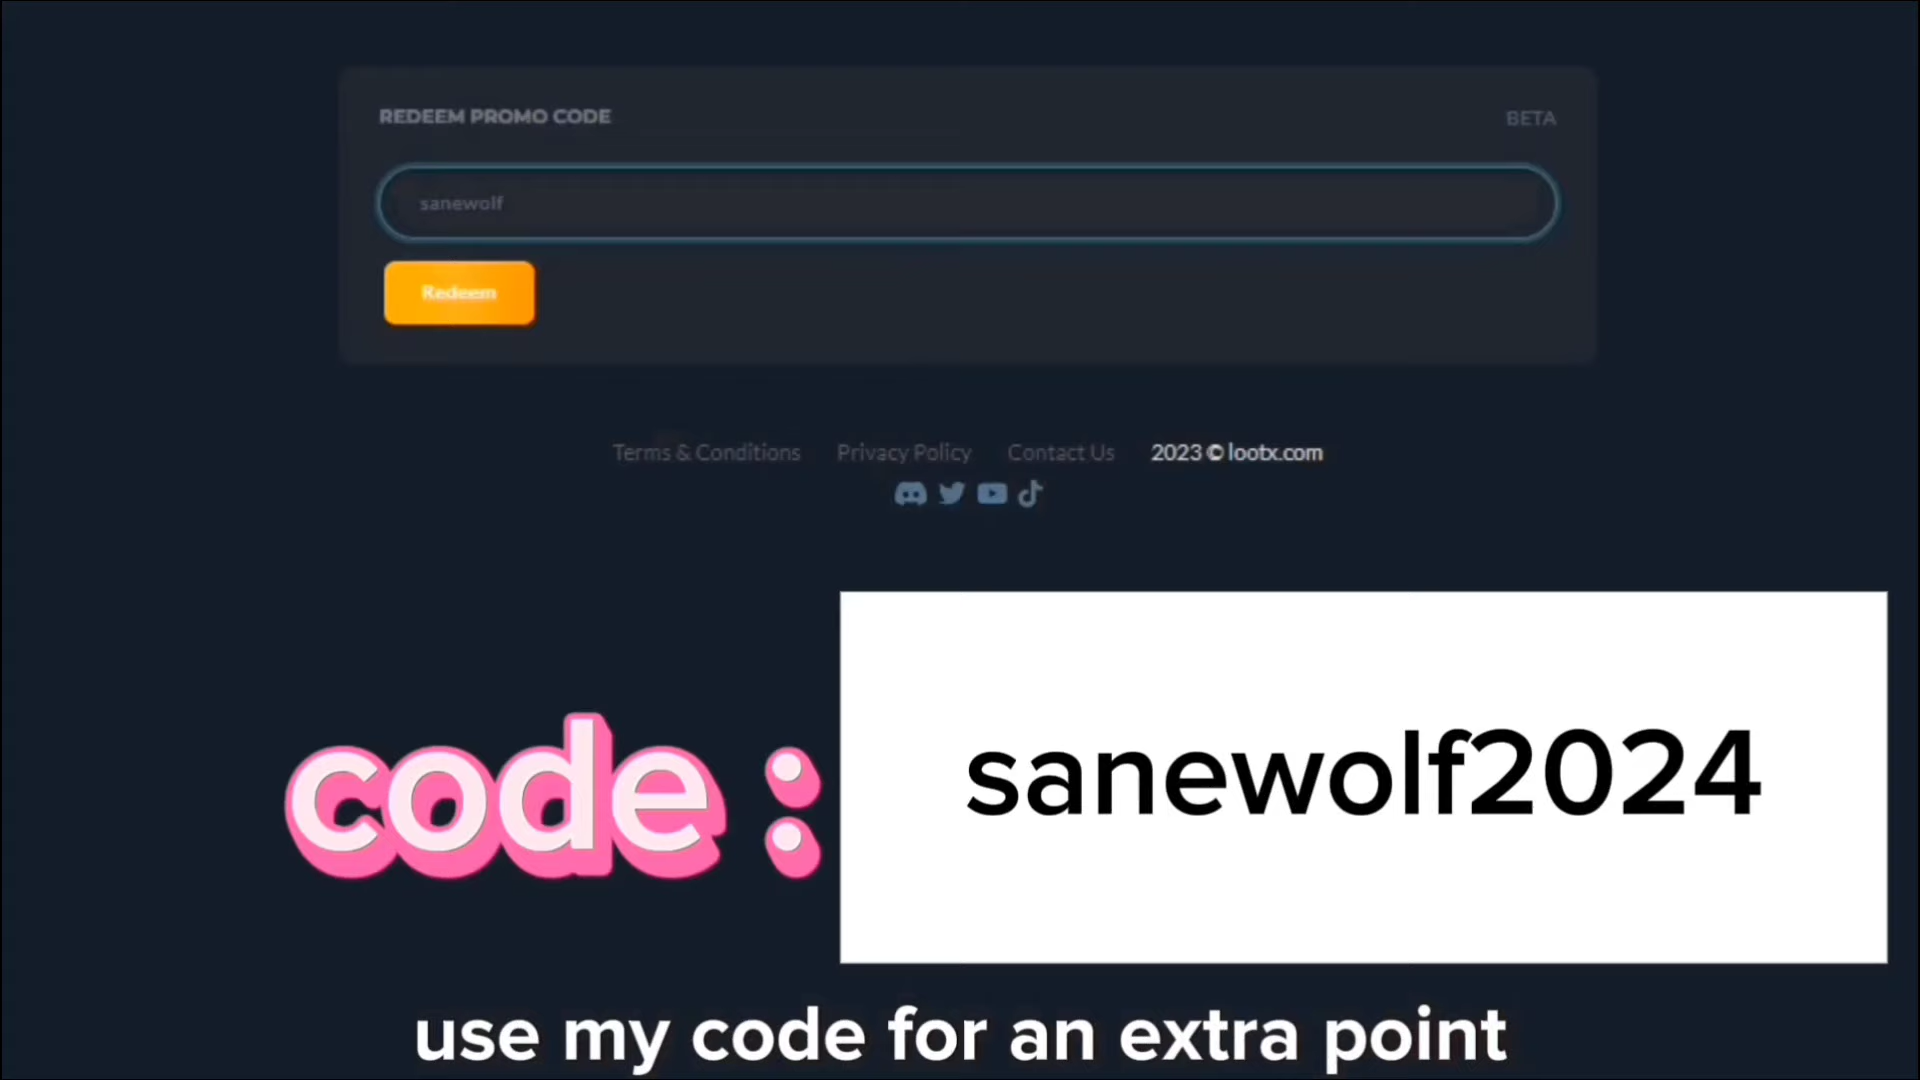 REDEEM PROMO CODE
BETA
sanewolf
Redeem
Terms & Conditions Privacy Policy Contact Us 2023 © lootx.com
code : sanewolf2024
use my code for an extra point